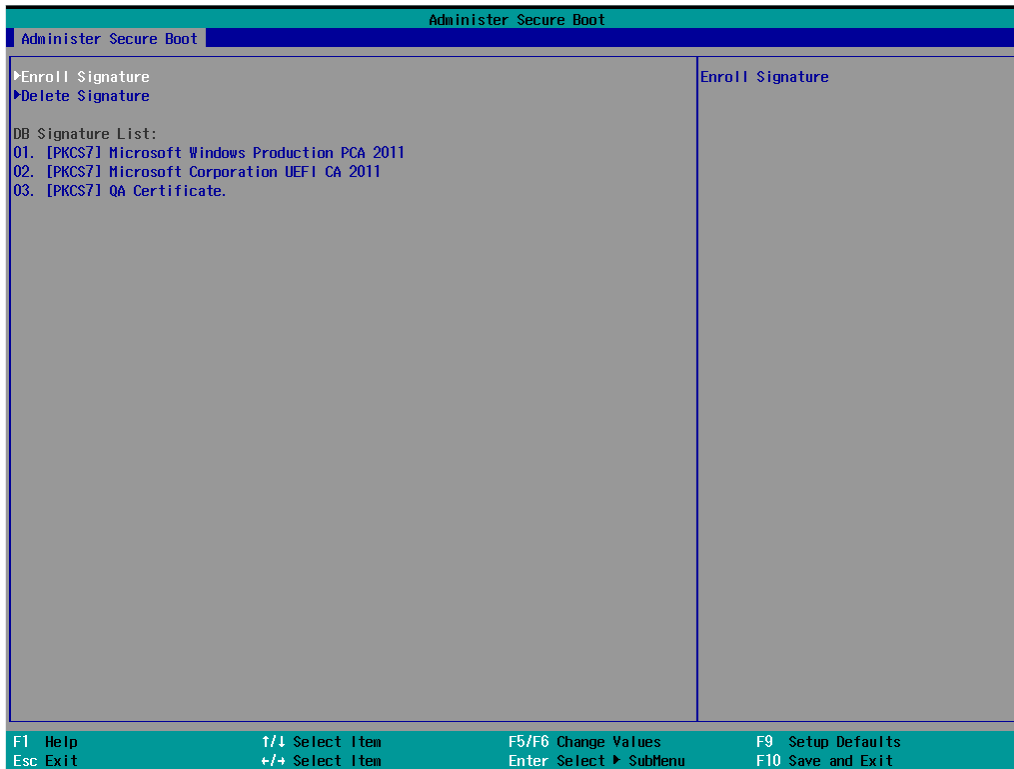 Administer Secure Boot
Administer Secure Boot
▶Enroll Signature
▶Delete Signature
DB Signature List:
01. [PKCS7] Microsoft Windows Production PCA 2011
02. [PKCS7] Microsoft Corporation UEFI CA 2011
03. [PKCS7] QA Certificate.
Enroll Signature
F1 Help ↑/↓ Select Item F5/F6 Change Values F9 Setup Defaults
Esc Exit ←/→ Select Item Enter Select ▶ SubMenu F10 Save and Exit